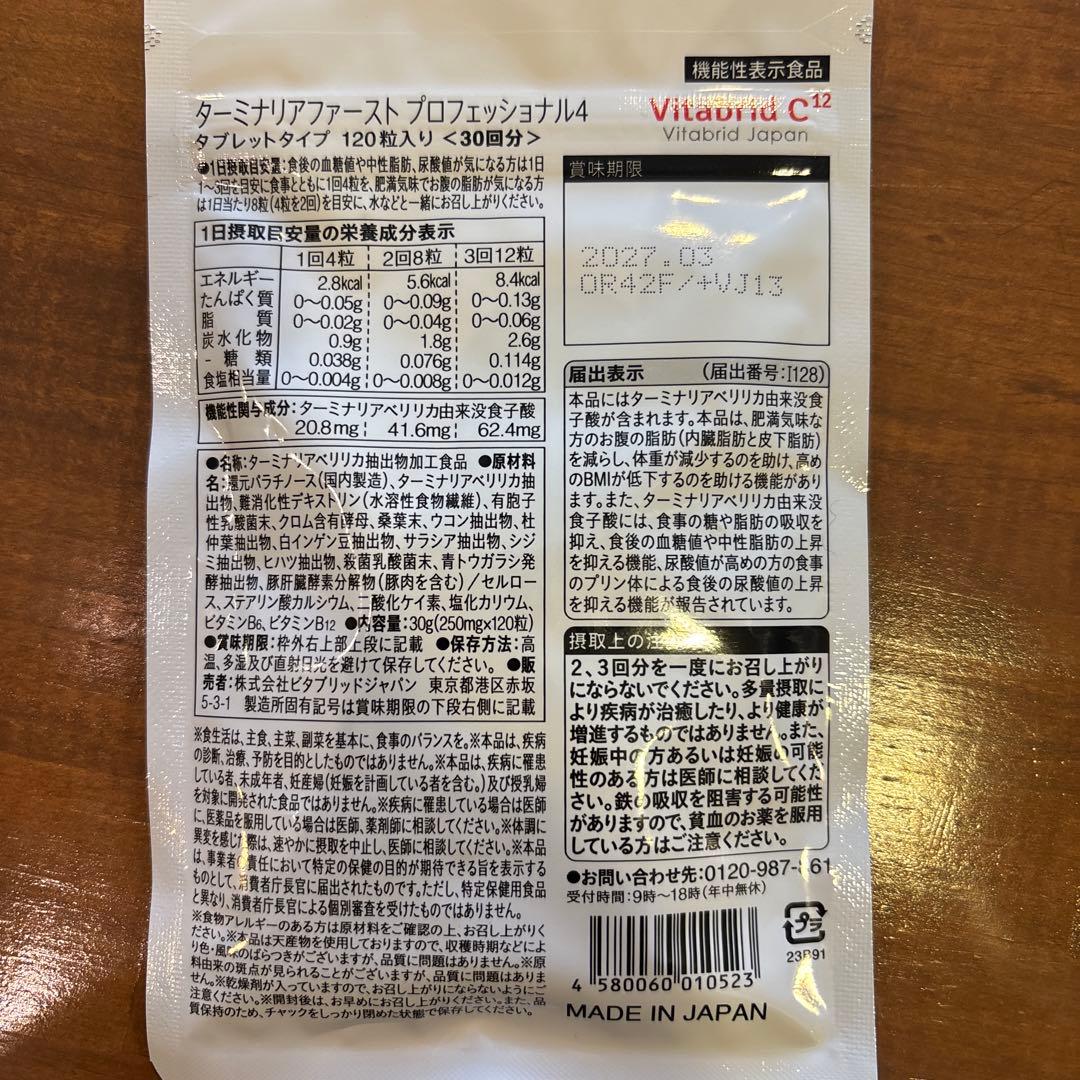 機能性表示食品
ターミナリアファースト プロフェッショナル4
タブレットタイプ 120粒入り <30回分>
Vitabrid C12
Vitabrid Japan
●1日摂取目安量:食後の血糖値や中性脂肪、尿酸値が気になる方は1日
1〜3回を目安に食事とともに1回4粒を、肥満気味でお腹の脂肪が気になる方
は1日当たり8粒(4粒を2回)を目安に、水などと一緒にお召し上がりください。
1日摂取目安量の栄養成分表示
1回4粒 2回8粒 3回12粒
エネルギー 2.8kcal 5.6kcal 8.4kcal
たんぱく質 0〜0.05g 0〜0.09g 0〜0.13g
脂質 0〜0.02g 0〜0.04g 0〜0.06g
炭水化物 0.9g 1.8g 2.6g
- 糖類 0.038g 0.076g 0.114g
食塩相当量 0〜0.004g 0〜0.008g 0〜0.012g
機能性関与成分:ターミナリアベリリカ由来没食子酸
20.8mg 41.6mg 62.4mg
●名称:ターミナリアベリリカ抽出物加工食品 ●原材料
名:還元パラチノース(国内製造)、ターミナリアベリリカ抽
出物、難消化性デキストリン(水溶性食物繊維)、有胞子
性乳酸菌末、クロム含有酵母、桑葉末、ウコン抽出物、杜
仲葉抽出物、白インゲン豆抽出物、サラシア抽出物、シジ
ミ抽出物、ヒハツ抽出物、殺菌乳酸菌末、青トウガラシ発
酵抽出物、豚肝臓酵素分解物(豚肉を含む)/セルロー
ス、ステアリン酸カルシウム、二酸化ケイ素、塩化カリウム、
ビタミンB6、ビタミンB12 ●内容量:30g(250mg×120粒)
●賞味期限:枠外右上部上段に記載 ●保存方法:高
温、多湿及び直射日光を避けて保存してください。 ●販
売者:株式会社ビタブリッドジャパン 東京都港区赤坂
5-3-1 製造所固有記号は賞味期限の下段右側に記載
※食生活は、主食、主菜、副菜を基本に、食事のバランスを。※本品は、疾病
の診断、治療、予防を目的としたものではありません。※本品は、疾病に罹患
している者、未成年者、妊産婦(妊娠を計画している者を含む。)及び授乳婦
を対象に開発された食品ではありません。※疾病に罹患している場合は医師
に、医薬品を服用している場合は医師、薬剤師に相談してください。※体調に
異変を感じた際は、速やかに摂取を中止し、医師に相談してください。※本品
は、事業者の責任において特定の保健の目的が期待できる旨を表示する
ものとして、消費者庁長官に届出されたものです。ただし、特定保健用食品
と異なり、消費者庁長官による個別審査を受けたものではありません。
※食物アレルギーのある方は原材料をご確認の上、お召し上がりく
ださい。※本品は天産物を使用しておりますので、収穫時期などによ
り色・風味のばらつきがございますが、品質に問題はありません。※原
料由来の斑点が見られることがございますが、品質に問題はありま
せん。※乾燥剤が入っていますので、お召し上がりにならないようにご
注意ください。※開封後は、お早めにお召し上がりください。また、品
質保持のため、チャックをしっかり閉めた状態で保存してください。
賞味期限
2027.03
OR42F/+VJ13
届出表示 (届出番号:I128)
本品にはターミナリアベリリカ由来没食
子酸が含まれます。本品は、肥満気味な
方のお腹の脂肪(内臓脂肪と皮下脂肪)
を減らし、体重が減少するのを助け、高め
のBMIが低下するのを助ける機能があり
ます。また、ターミナリアベリリカ由来没
食子酸には、食事の糖や脂肪の吸収を
抑え、食後の血糖値や中性脂肪の上昇
を抑える機能、尿酸値が高めの方の食事
のプリン体による食後の尿酸値の上昇
を抑える機能が報告されています。
摂取上の注
2、3回分を一度にお召し上がり
にならないでください。多量摂取に
より疾病が治癒したり、より健康が
増進するものではありません。また、
妊娠中の方あるいは妊娠の可能
性のある方は医師に相談してくだ
さい。鉄の吸収を阻害する可能性
がありますので、貧血のお薬を服用
している方はご注意ください。
●お問い合わせ先:0120-987-861
受付時間:9時〜18時(年中無休)
プラ
23B91
4 580060 010523
MADE IN JAPAN